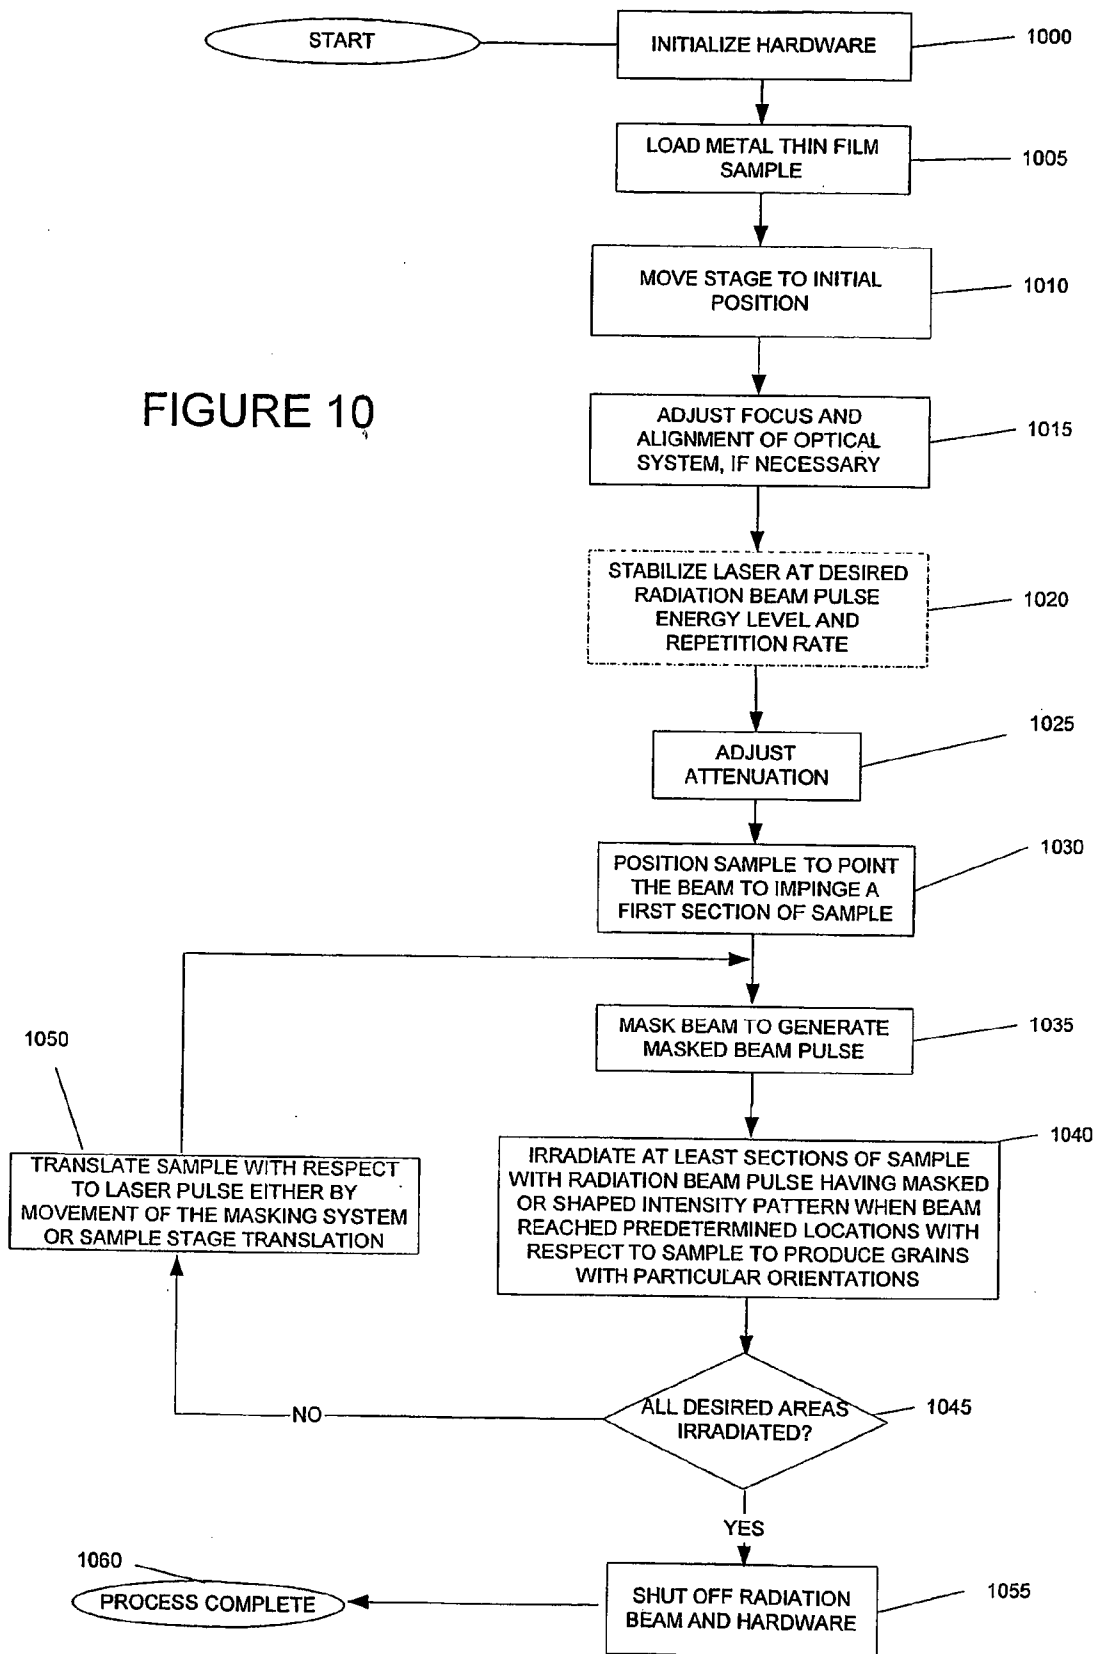 START
INITIALIZE HARDWARE
1000
LOAD METAL THIN FILM
SAMPLE
1005
MOVE STAGE TO INITIAL
POSITION
1010
FIGURE 10
ADJUST FOCUS AND
ALIGNMENT OF OPTICAL
SYSTEM, IF NECESSARY
1015
STABILIZE LASER AT DESIRED
RADIATION BEAM PULSE
ENERGY LEVEL AND
REPETITION RATE
1020
ADJUST
ATTENUATION
1025
POSITION SAMPLE TO POINT
THE BEAM TO IMPINGE A
FIRST SECTION OF SAMPLE
1030
MASK BEAM TO GENERATE
MASKED BEAM PULSE
1035
1050
TRANSLATE SAMPLE WITH RESPECT
TO LASER PULSE EITHER BY
MOVEMENT OF THE MASKING SYSTEM
OR SAMPLE STAGE TRANSLATION
1040
IRRADIATE AT LEAST SECTIONS OF SAMPLE
WITH RADIATION BEAM PULSE HAVING MASKED
OR SHAPED INTENSITY PATTERN WHEN BEAM
REACHED PREDETERMINED LOCATIONS WITH
RESPECT TO SAMPLE TO PRODUCE GRAINS
WITH PARTICULAR ORIENTATIONS
ALL DESIRED AREAS
IRRADIATED?
1045
NO
YES
1060
PROCESS COMPLETE
SHUT OFF RADIATION
BEAM AND HARDWARE
1055